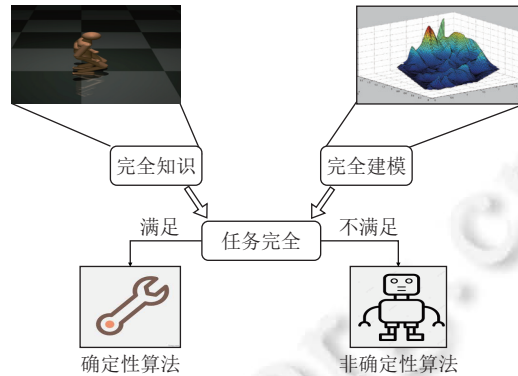 完全知识
完全建模
满足
任务完全
不满足
确定性算法
非确定性算法